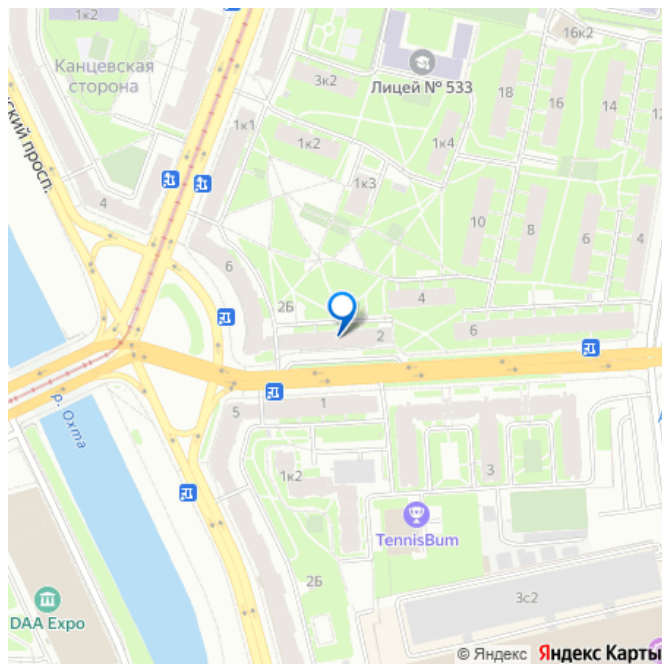 16к2
1к2
Канцевская
сторона
Лицей № 533
3к2
18
16
14
12
1к1
1к2
1к4
ский просп.
1к3
4
10
8
6
4
6
2Б
4
2
6
р. Охта
5
1
1к2
3
TennisBum
2Б
3с2
DAA Expo
© Яндекс Яндекс Карты